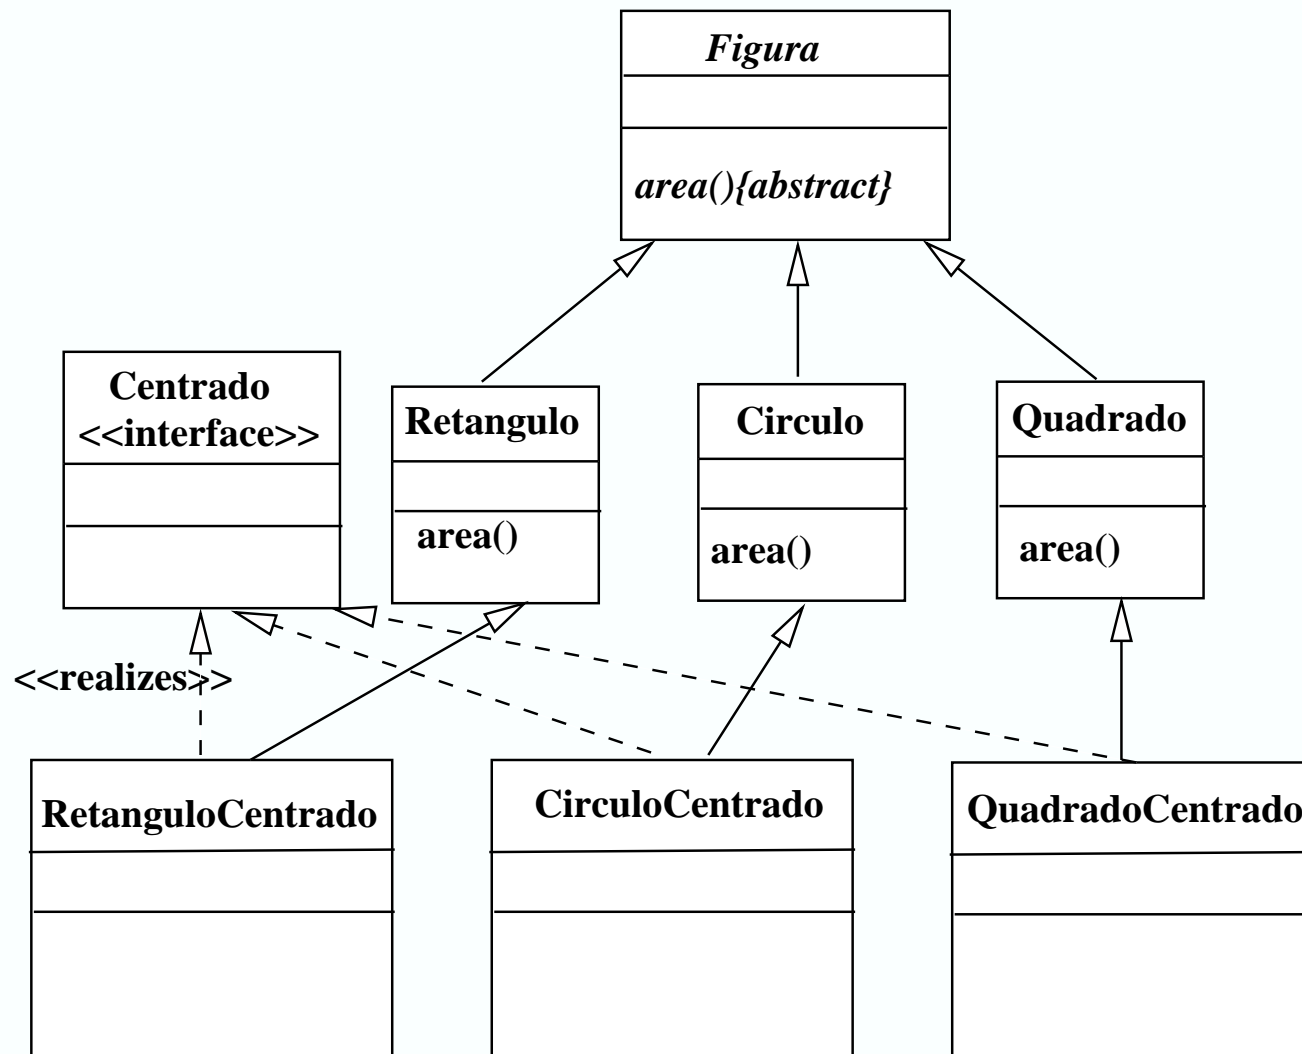 Figura
area(){abstract}
Centrado
<<interface>>
Retangulo
area()
Circulo
area()
Quadrado
area()
<<realizes>>
RetanguloCentrado
CirculoCentrado
QuadradoCentrado